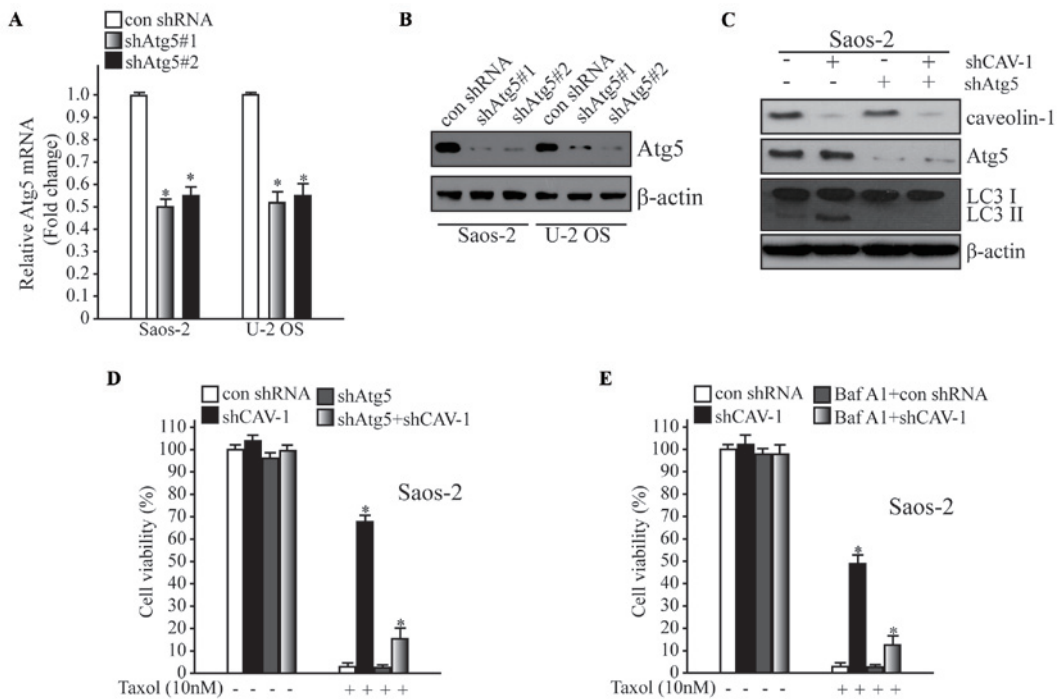 A
con shRNA
shAtg5#1
shAtg5#2
Relative Atg5 mRNA
(Fold change)
1.0
0.9
0.8
0.7
0.6
0.5
0.4
0.3
0.2
0.1
0
* *
* *
Saos-2 U-2 OS
B
con shRNA
shAtg5#1
shAtg5#2
con shRNA
shAtg5#1
shAtg5#2
Atg5
β-actin
Saos-2 U-2 OS
C
Saos-2
- + - + shCAV-1
- - + + shAtg5
caveolin-1
Atg5
LC3 I
LC3 II
β-actin
D
con shRNA shAtg5
shCAV-1 shAtg5+shCAV-1
Saos-2
Cell viability (%)
110
100
90
80
70
60
50
40
30
20
10
0
*
*
Taxol (10nM) - - - - + + + +
E
con shRNA Baf A1+con shRNA
shCAV-1 Baf A1+shCAV-1
Saos-2
Cell viability (%)
110
100
90
80
70
60
50
40
30
20
10
0
*
*
Taxol (10nM) - - - - + + + +